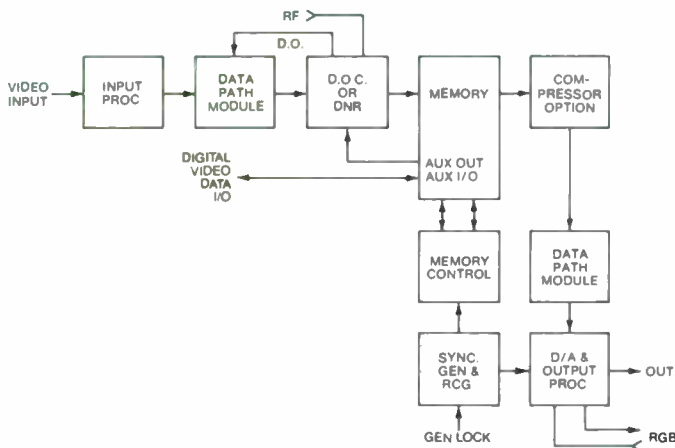 RF
D.O.
VIDEO
INPUT
INPUT
PROC
DATA
PATH
MODULE
D.O C.
OR
DNR
MEMORY
COM-
PRESSOR
OPTION
AUX OUT
AUX I/O
DIGITAL
VIDEO
DATA
I/O
MEMORY
CONTROL
DATA
PATH
MODULE
SYNC.
GEN &
RCG
D/A &
OUTPUT
PROC
OUT
GEN LOCK
RGB